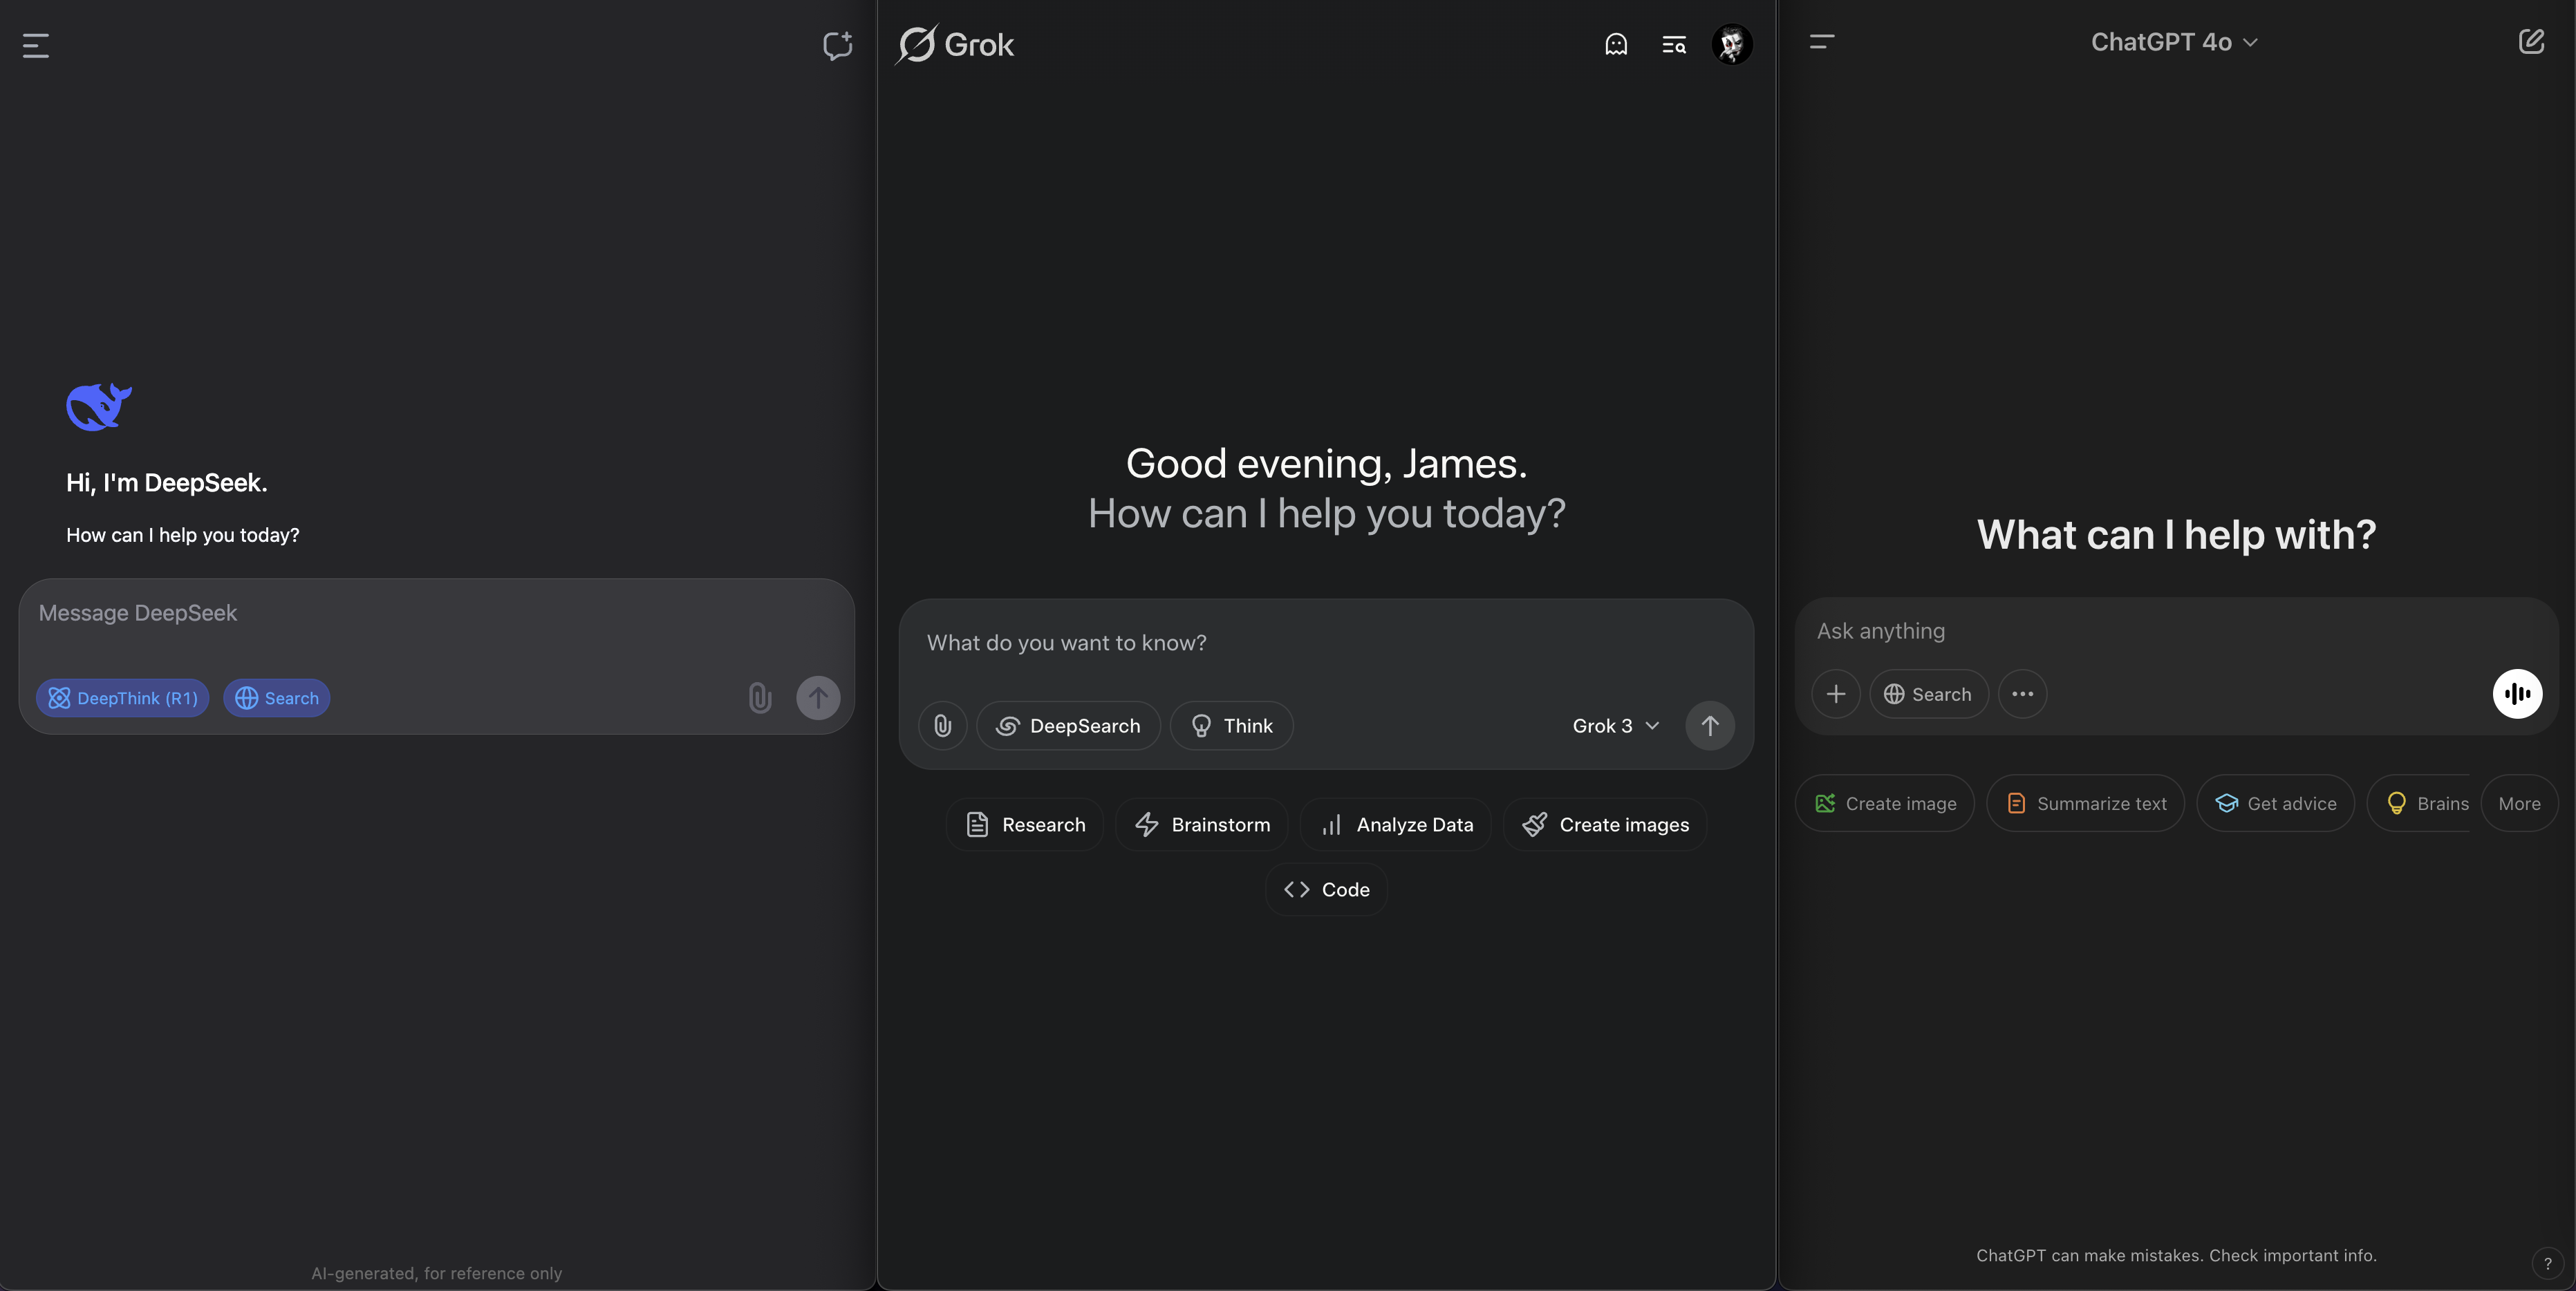 Hi, I'm DeepSeek.
How can I help you today?
Message DeepSeek
DeepThink (R1)
Search
AI-generated, for reference only
Grok
Good evening, James.
How can I help you today?
What do you want to know?
DeepSearch
Think
Grok 3
Research
Brainstorm
Analyze Data
Create images
Code
ChatGPT 4o
What can I help with?
Ask anything
Search
Create image
Summarize text
Get advice
Brains
More
ChatGPT can make mistakes. Check important info.
?